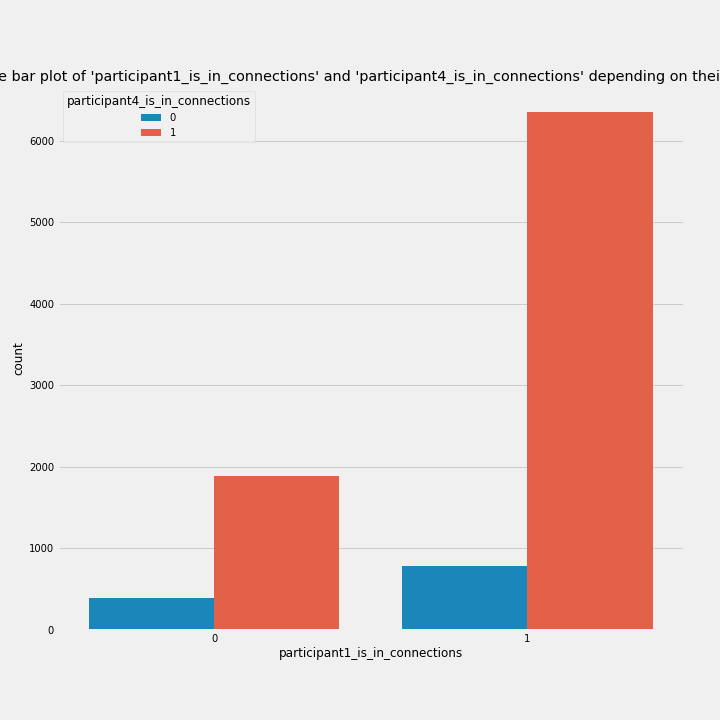 e bar plot of 'participant1_is_in_connections' and 'participant4_is_in_connections' depending on thei
participant4_is_in_connections
0
1
6000
5000
4000
3000
2000
1000
0
count
0
1
participant1_is_in_connections